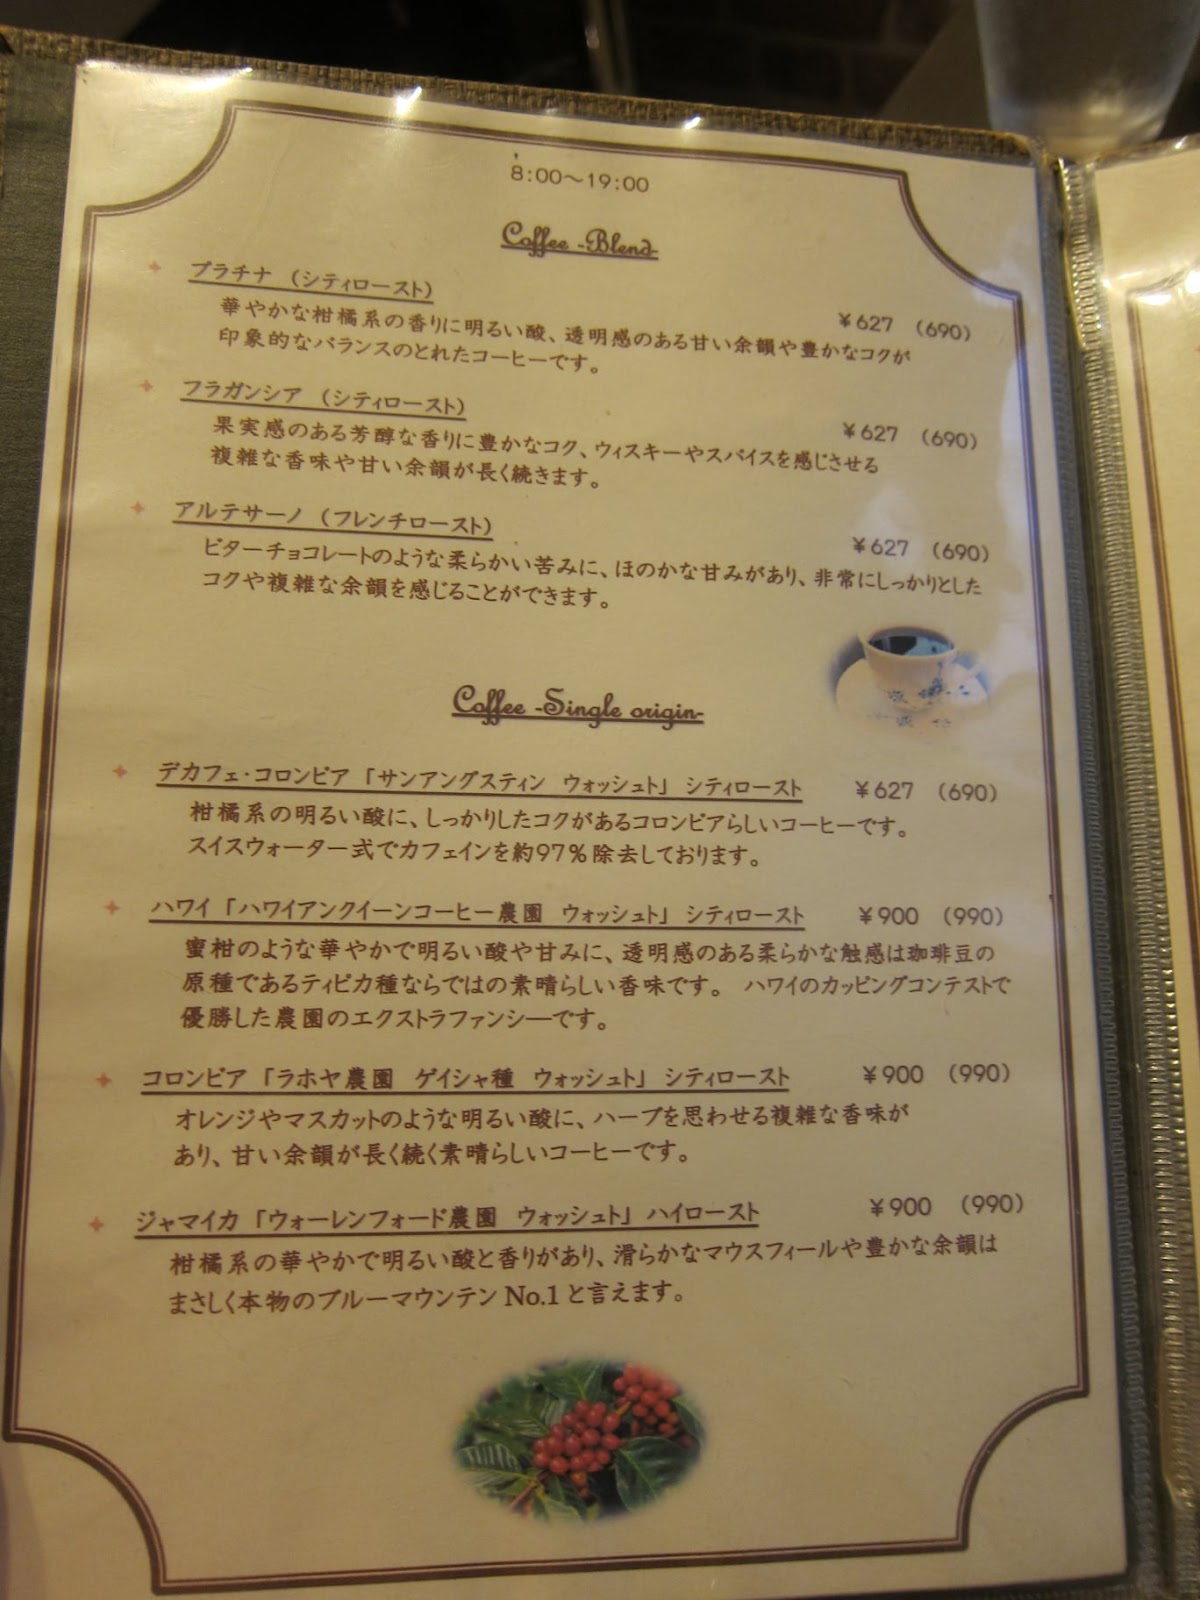 8:00～19:00
Coffee -Blend-
プラチナ （シティロースト）
¥627 （690）
華やかな柑橘系の香りに明るい酸、透明感のある甘い余韻や豊かなコクが
印象的なバランスのとれたコーヒーです。
フラガンシア （シティロースト）
¥627 （690）
果実感のある芳醇な香りに豊かなコク、ウィスキーやスパイスを感じさせる
複雑な香味や甘い余韻が長く続きます。
アルテサーノ （フレンチロースト）
¥627 （690）
ビターチョコレートのような柔らかい苦みに、ほのかな甘みがあり、非常にしっかりとした
コクや複雑な余韻を感じることができます。
Coffee -Single origin-
デカフェ・コロンビア「サンアングスティン ウォッシュト」 シティロースト ¥627 （690）
柑橘系の明るい酸に、しっかりしたコクがあるコロンビアらしいコーヒーです。
スイスウォーター式でカフェインを約97％除去しております。
ハワイ「ハワイアンクイーンコーヒー農園 ウォッシュト」 シティロースト ¥900 （990）
蜜柑のような華やかで明るい酸や甘みに、透明感のある柔らかな触感は珈琲豆の
原種であるティピカ種ならではの素晴らしい香味です。 ハワイのカッピングコンテストで
優勝した農園のエクストラファンシーです。
コロンビア「ラホヤ農園 ゲイシャ種 ウォッシュト」 シティロースト ¥900 （990）
オレンジやマスカットのような明るい酸に、ハーブを思わせる複雑な香味が
あり、甘い余韻が長く続く素晴らしいコーヒーです。
ジャマイカ「ウォーレンフォード農園 ウォッシュト」 ハイロースト ¥900 （990）
柑橘系の華やかで明るい酸と香りがあり、滑らかなマウスフィールや豊かな余韻は
まさしく本物のブルーマウンテン No.1 と言えます。